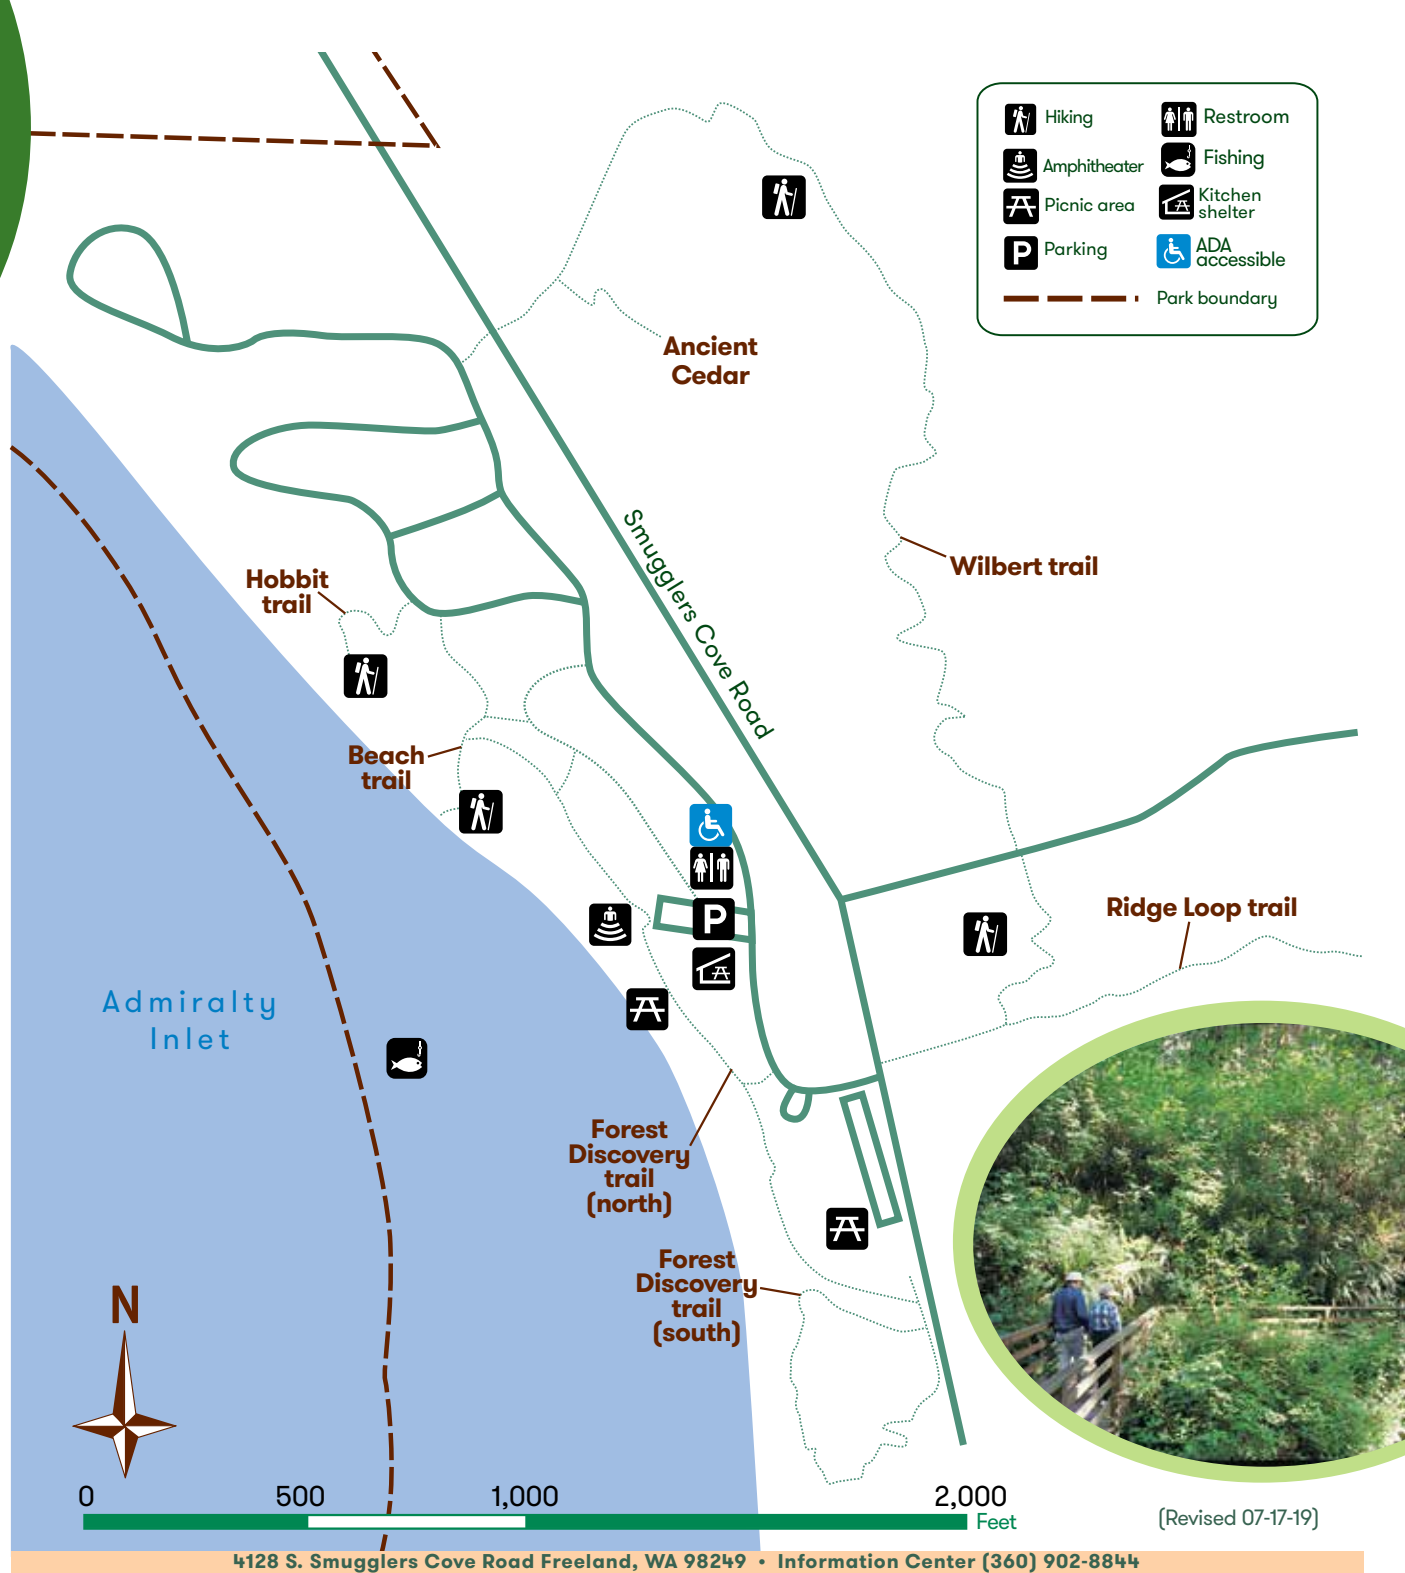 Hiking
Restroom
Amphitheater
Fishing
Picnic area
Kitchen
shelter
P
Parking
ADA
accessible
Park boundary
Ancient
Cedar
Smugglers Cove Road
Wilbert trail
Hobbit
trail
Beach
trail
P
Ridge Loop trail
Admiralty
Inlet
Forest
Discovery
trail
(north)
Forest
Discovery
trail
(south)
N
0 500 1,000 2,000
Feet
(Revised 07-17-19)
4128 S. Smugglers Cove Road Freeland, WA 98249 • Information Center (360) 902-8844